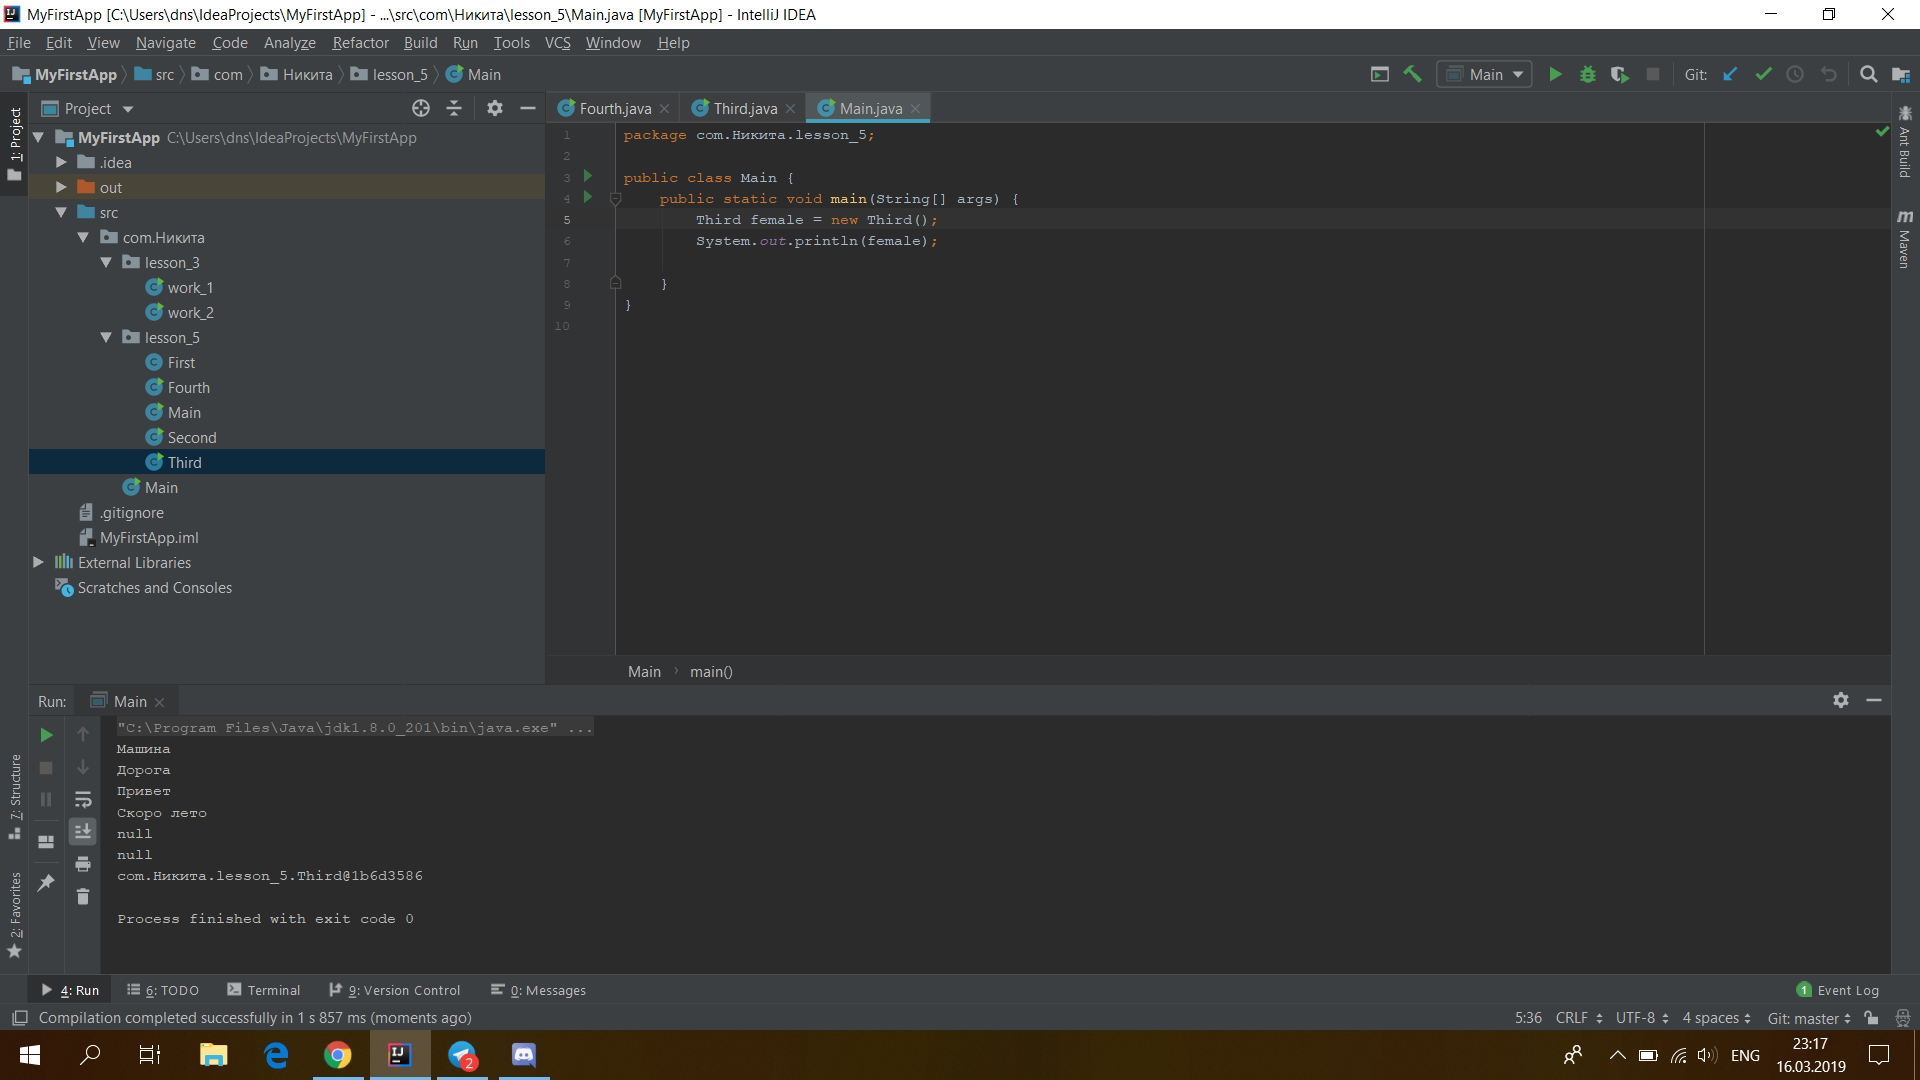 MyFirstApp [C:\Users\dns\IdeaProjects\MyFirstApp] - ...\src\com\Никита\lesson_5\Main.java [MyFirstApp] - IntelliJ IDEA
File Edit View Navigate Code Analyze Refactor Build Run Tools VCS Window Help
MyFirstApp src com Никита lesson_5 Main
Main Git:
1: Project
Project
Fourth.java Third.java Main.java
MyFirstApp C:\Users\dns\IdeaProjects\MyFirstApp
.idea
out
src
com.Никита
lesson_3
work_1
work_2
lesson_5
First
Fourth
Main
Second
Third
Main
.gitignore
MyFirstApp.iml
External Libraries
Scratches and Consoles
1 package com.Никита.lesson_5;
2
3 public class Main {
4 public static void main(String[] args) {
5 Third female = new Third();
6 System.out.println(female);
7
8 }
9 }
10
Main main()
Ant Build
Maven
Run: Main
"C:\Program Files\Java\jdk1.8.0_201\bin\java.exe" ...
Машина
Дорога
Привет
Скоро лето
null
null
com.Никита.lesson_5.Third@1b6d3586
Process finished with exit code 0
7: Structure
2: Favorites
4: Run 6: TODO Terminal 9: Version Control 0: Messages 1 Event Log
Compilation completed successfully in 1 s 857 ms (moments ago) 5:36 CRLF UTF-8 4 spaces Git: master
2 ENG 23:17
16.03.2019